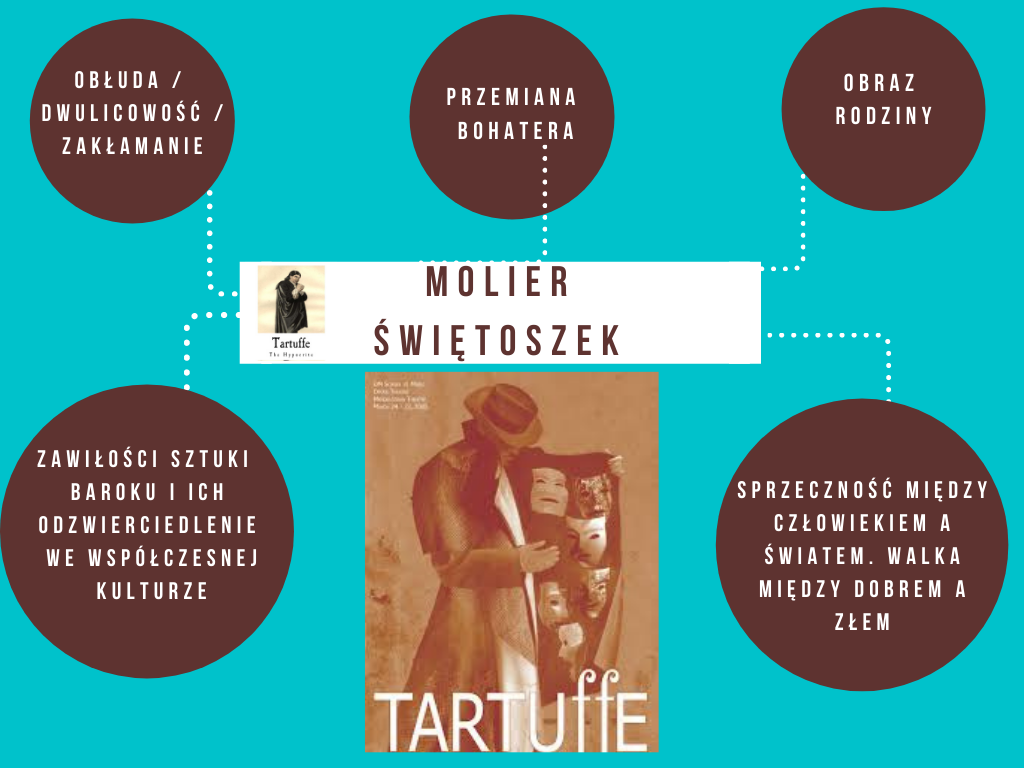 OBŁUDA /
DWULICOWOŚĆ /
ZAKŁAMANIE
PRZEMIANA
BOHATERA
OBRAZ
RODZINY
MOLIER
ŚWIĘTOSZEK
Tartuffe
The Hypocrite
ZAWIŁOŚCI SZTUKI
BAROKU I ICH
ODZWIERCIEDLENIE
WE WSPÓŁCZESNEJ
KULTURZE
SPRZECZNOŚĆ MIĘDZY
CZŁOWIEKIEM A
ŚWIATEM. WALKA
MIĘDZY DOBREM A
ZŁEM
TARTUffE